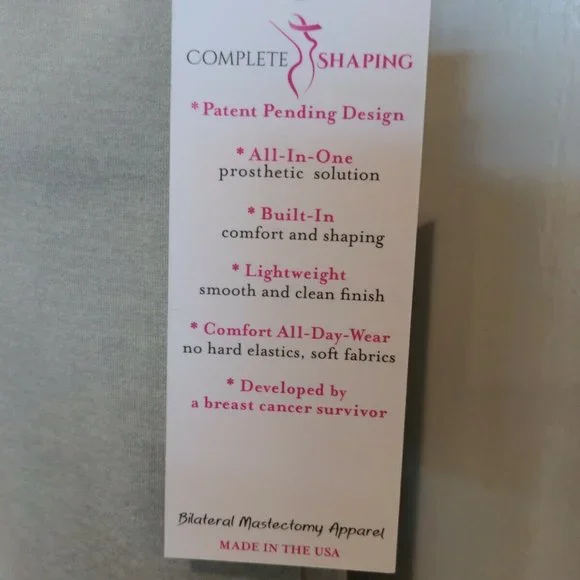 COMPLETE SHAPING
* Patent Pending Design
* All-In-One
prosthetic solution
* Built-In
comfort and shaping
* Lightweight
smooth and clean finish
* Comfort All-Day-Wear
no hard elastics, soft fabrics
* Developed by
a breast cancer survivor
Bilateral Mastectomy Apparel
MADE IN THE USA